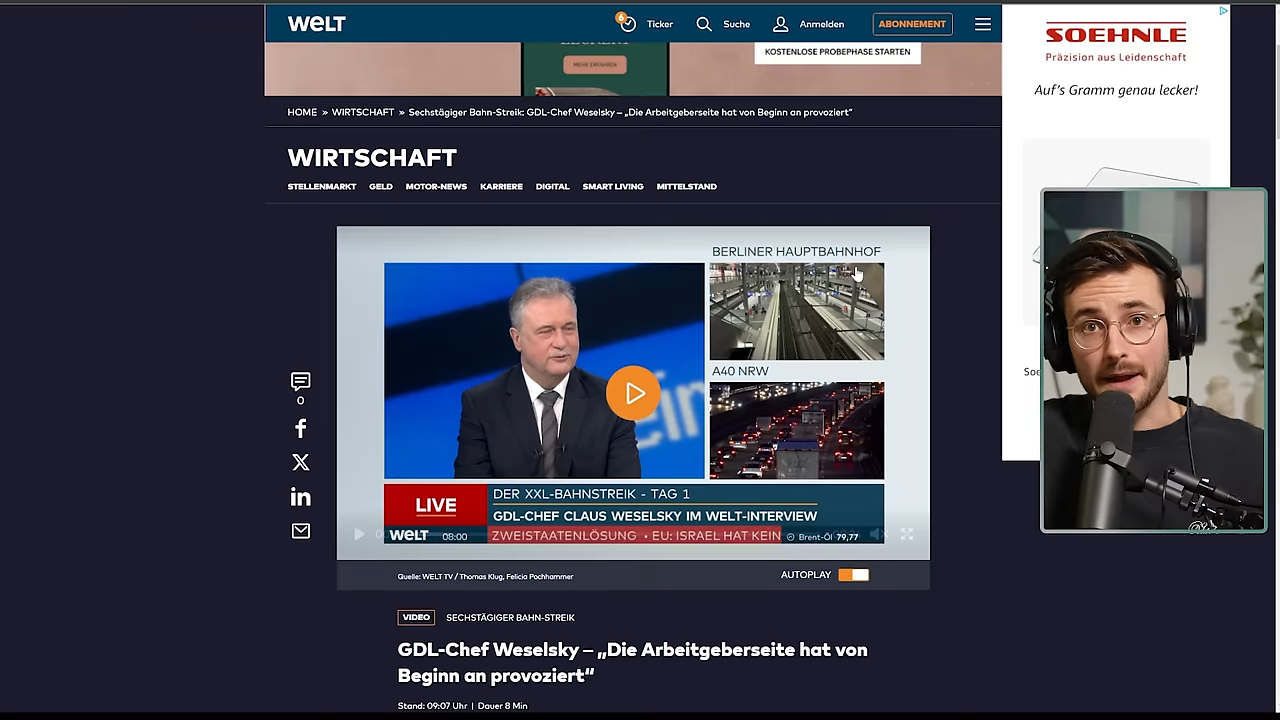 WELT
6
Ticker
Suche
Anmelden
ABONNEMENT
MEHR ERFAHREN
KOSTENLOSE PROBEPHASE STARTEN
SOEHNLE
Präzision aus Leidenschaft
Auf's Gramm genau lecker!
HOME » WIRTSCHAFT » Sechstägiger Bahn-Streik: GDL-Chef Weselsky – „Die Arbeitgeberseite hat von Beginn an provoziert“
WIRTSCHAFT
STELLENMARKT GELD MOTOR-NEWS KARRIERE DIGITAL SMART LIVING MITTELSTAND
BERLINER HAUPTBAHNHOF
A40 NRW
0
LIVE
DER XXL-BAHNSTREIK - TAG 1
GDL-CHEF CLAUS WESELSKY IM WELT-INTERVIEW
WELT 08:00 ZWEISTAATENLÖSUNG • EU: ISRAEL HAT KEIN Brent-Öl 79,77
Quelle: WELT TV / Thomas Klug, Felicia Pochhammer
AUTOPLAY
VIDEO SECHSTÄGIGER BAHN-STREIK
GDL-Chef Weselsky – „Die Arbeitgeberseite hat von
Beginn an provoziert“
Stand: 09:07 Uhr | Dauer 8 Min